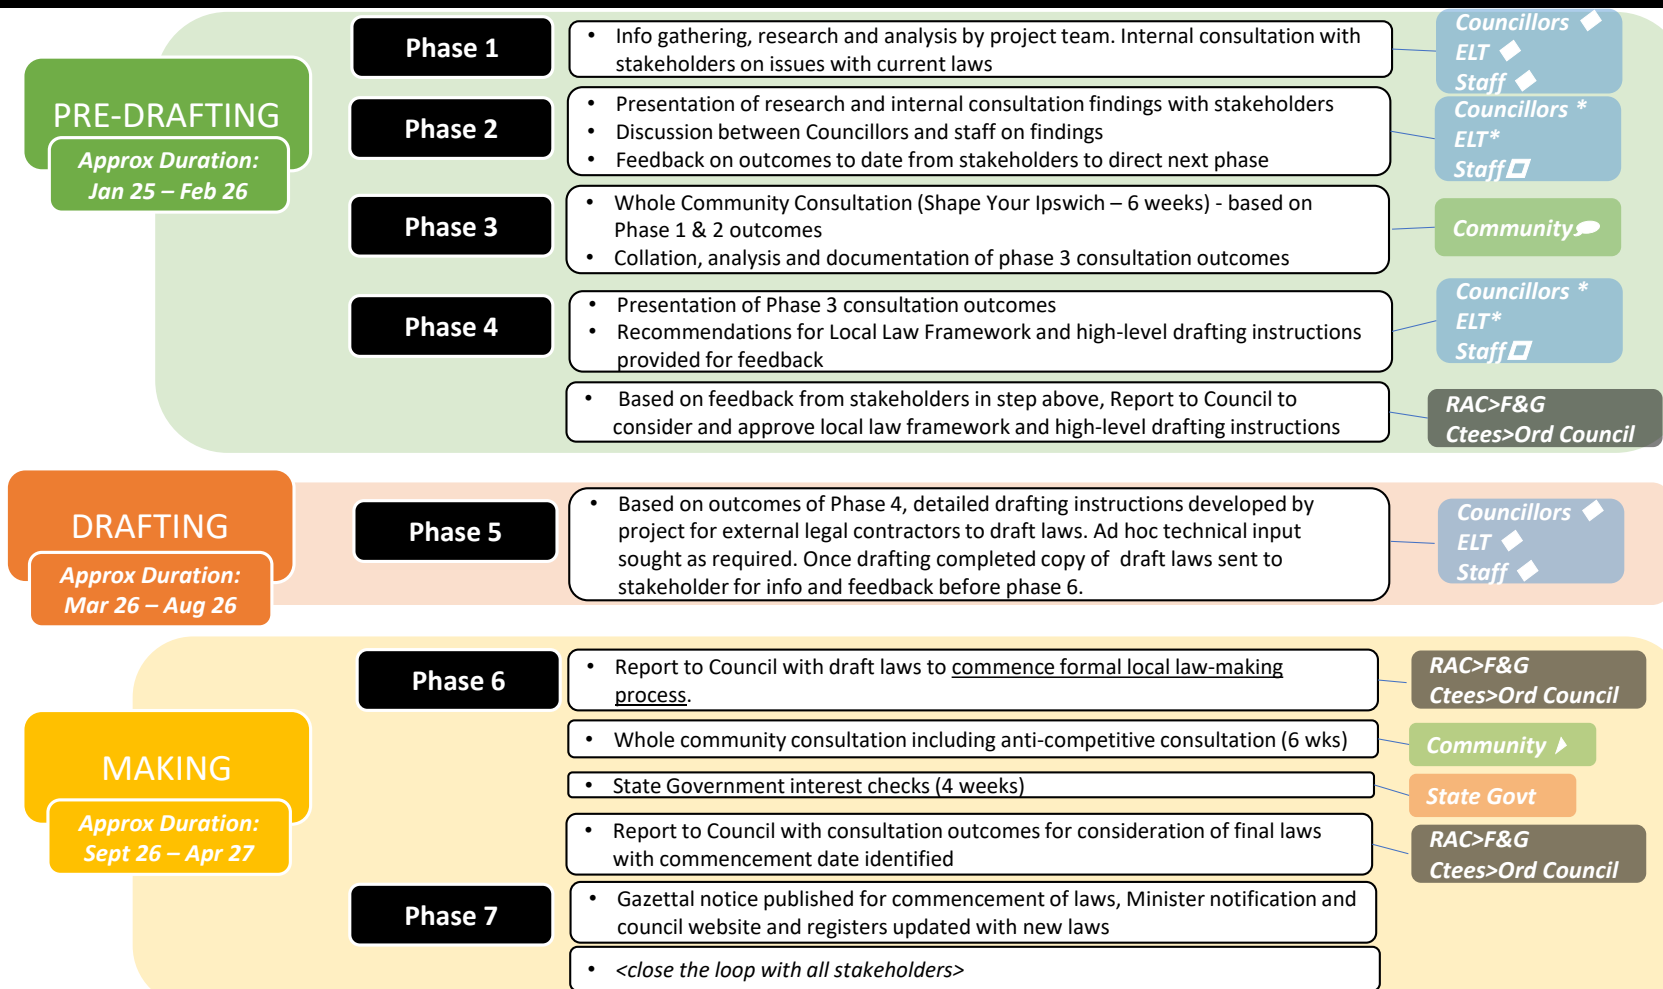 PRE-DRAFTING
Approx Duration:
Jan 25 – Feb 26
Phase 1
• Info gathering, research and analysis by project team. Internal consultation with
stakeholders on issues with current laws
Councillors
ELT
Staff
Phase 2
• Presentation of research and internal consultation findings with stakeholders
• Discussion between Councillors and staff on findings
• Feedback on outcomes to date from stakeholders to direct next phase
Councillors *
ELT*
Staff
Phase 3
• Whole Community Consultation (Shape Your Ipswich – 6 weeks) - based on
Phase 1 & 2 outcomes
• Collation, analysis and documentation of phase 3 consultation outcomes
Community
Phase 4
• Presentation of Phase 3 consultation outcomes
• Recommendations for Local Law Framework and high-level drafting instructions
provided for feedback
Councillors *
ELT*
Staff
• Based on feedback from stakeholders in step above, Report to Council to
consider and approve local law framework and high-level drafting instructions
RAC>F&G
Ctees>Ord Council
DRAFTING
Approx Duration:
Mar 26 – Aug 26
Phase 5
• Based on outcomes of Phase 4, detailed drafting instructions developed by
project for external legal contractors to draft laws. Ad hoc technical input
sought as required. Once drafting completed copy of draft laws sent to
stakeholder for info and feedback before phase 6.
Councillors
ELT
Staff
MAKING
Approx Duration:
Sept 26 – Apr 27
Phase 6
• Report to Council with draft laws to commence formal local law-making
process.
RAC>F&G
Ctees>Ord Council
• Whole community consultation including anti-competitive consultation (6 wks)
Community
• State Government interest checks (4 weeks)
State Govt
• Report to Council with consultation outcomes for consideration of final laws
with commencement date identified
RAC>F&G
Ctees>Ord Council
Phase 7
• Gazettal notice published for commencement of laws, Minister notification and
council website and registers updated with new laws
• <close the loop with all stakeholders>